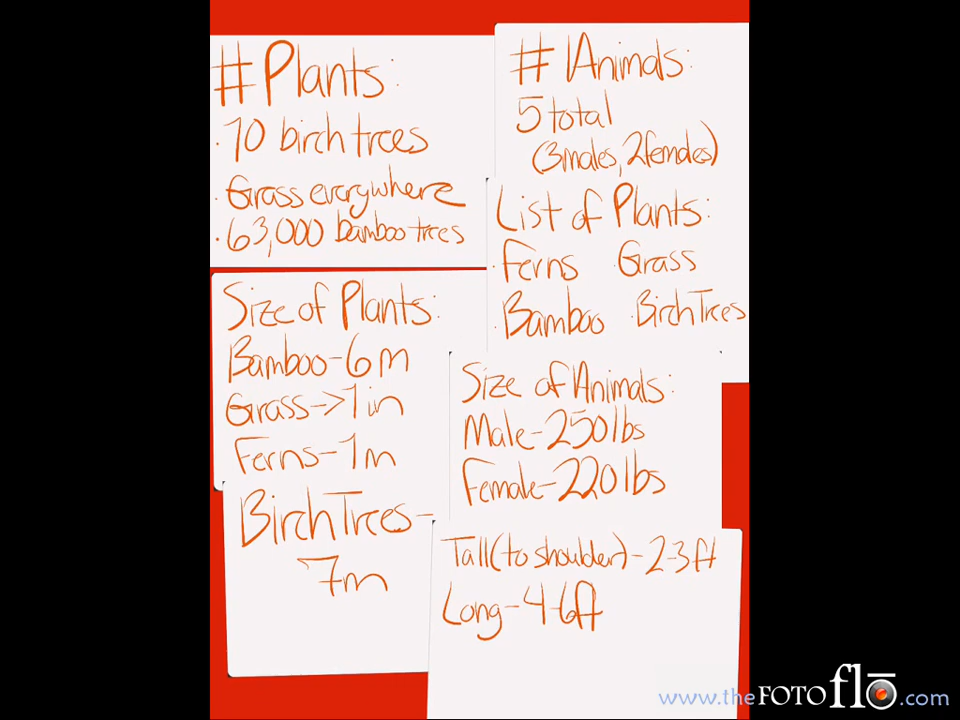 # Plants:
· 10 birch trees
· Grass everywhere
· 63,000 bamboo trees
# Animals:
5 total
(3males, 2females)
List of Plants:
· Ferns · Grass
· Bamboo · Birch Trees
Size of Plants:
Bamboo-6m
Grass->1in
Ferns-1m
Birch Trees-
7m
Size of Animals:
Male-250lbs
Female-220lbs
Tall(to shoulder)-2-3ft
Long-4-6ft
www.theFOTOflō.com